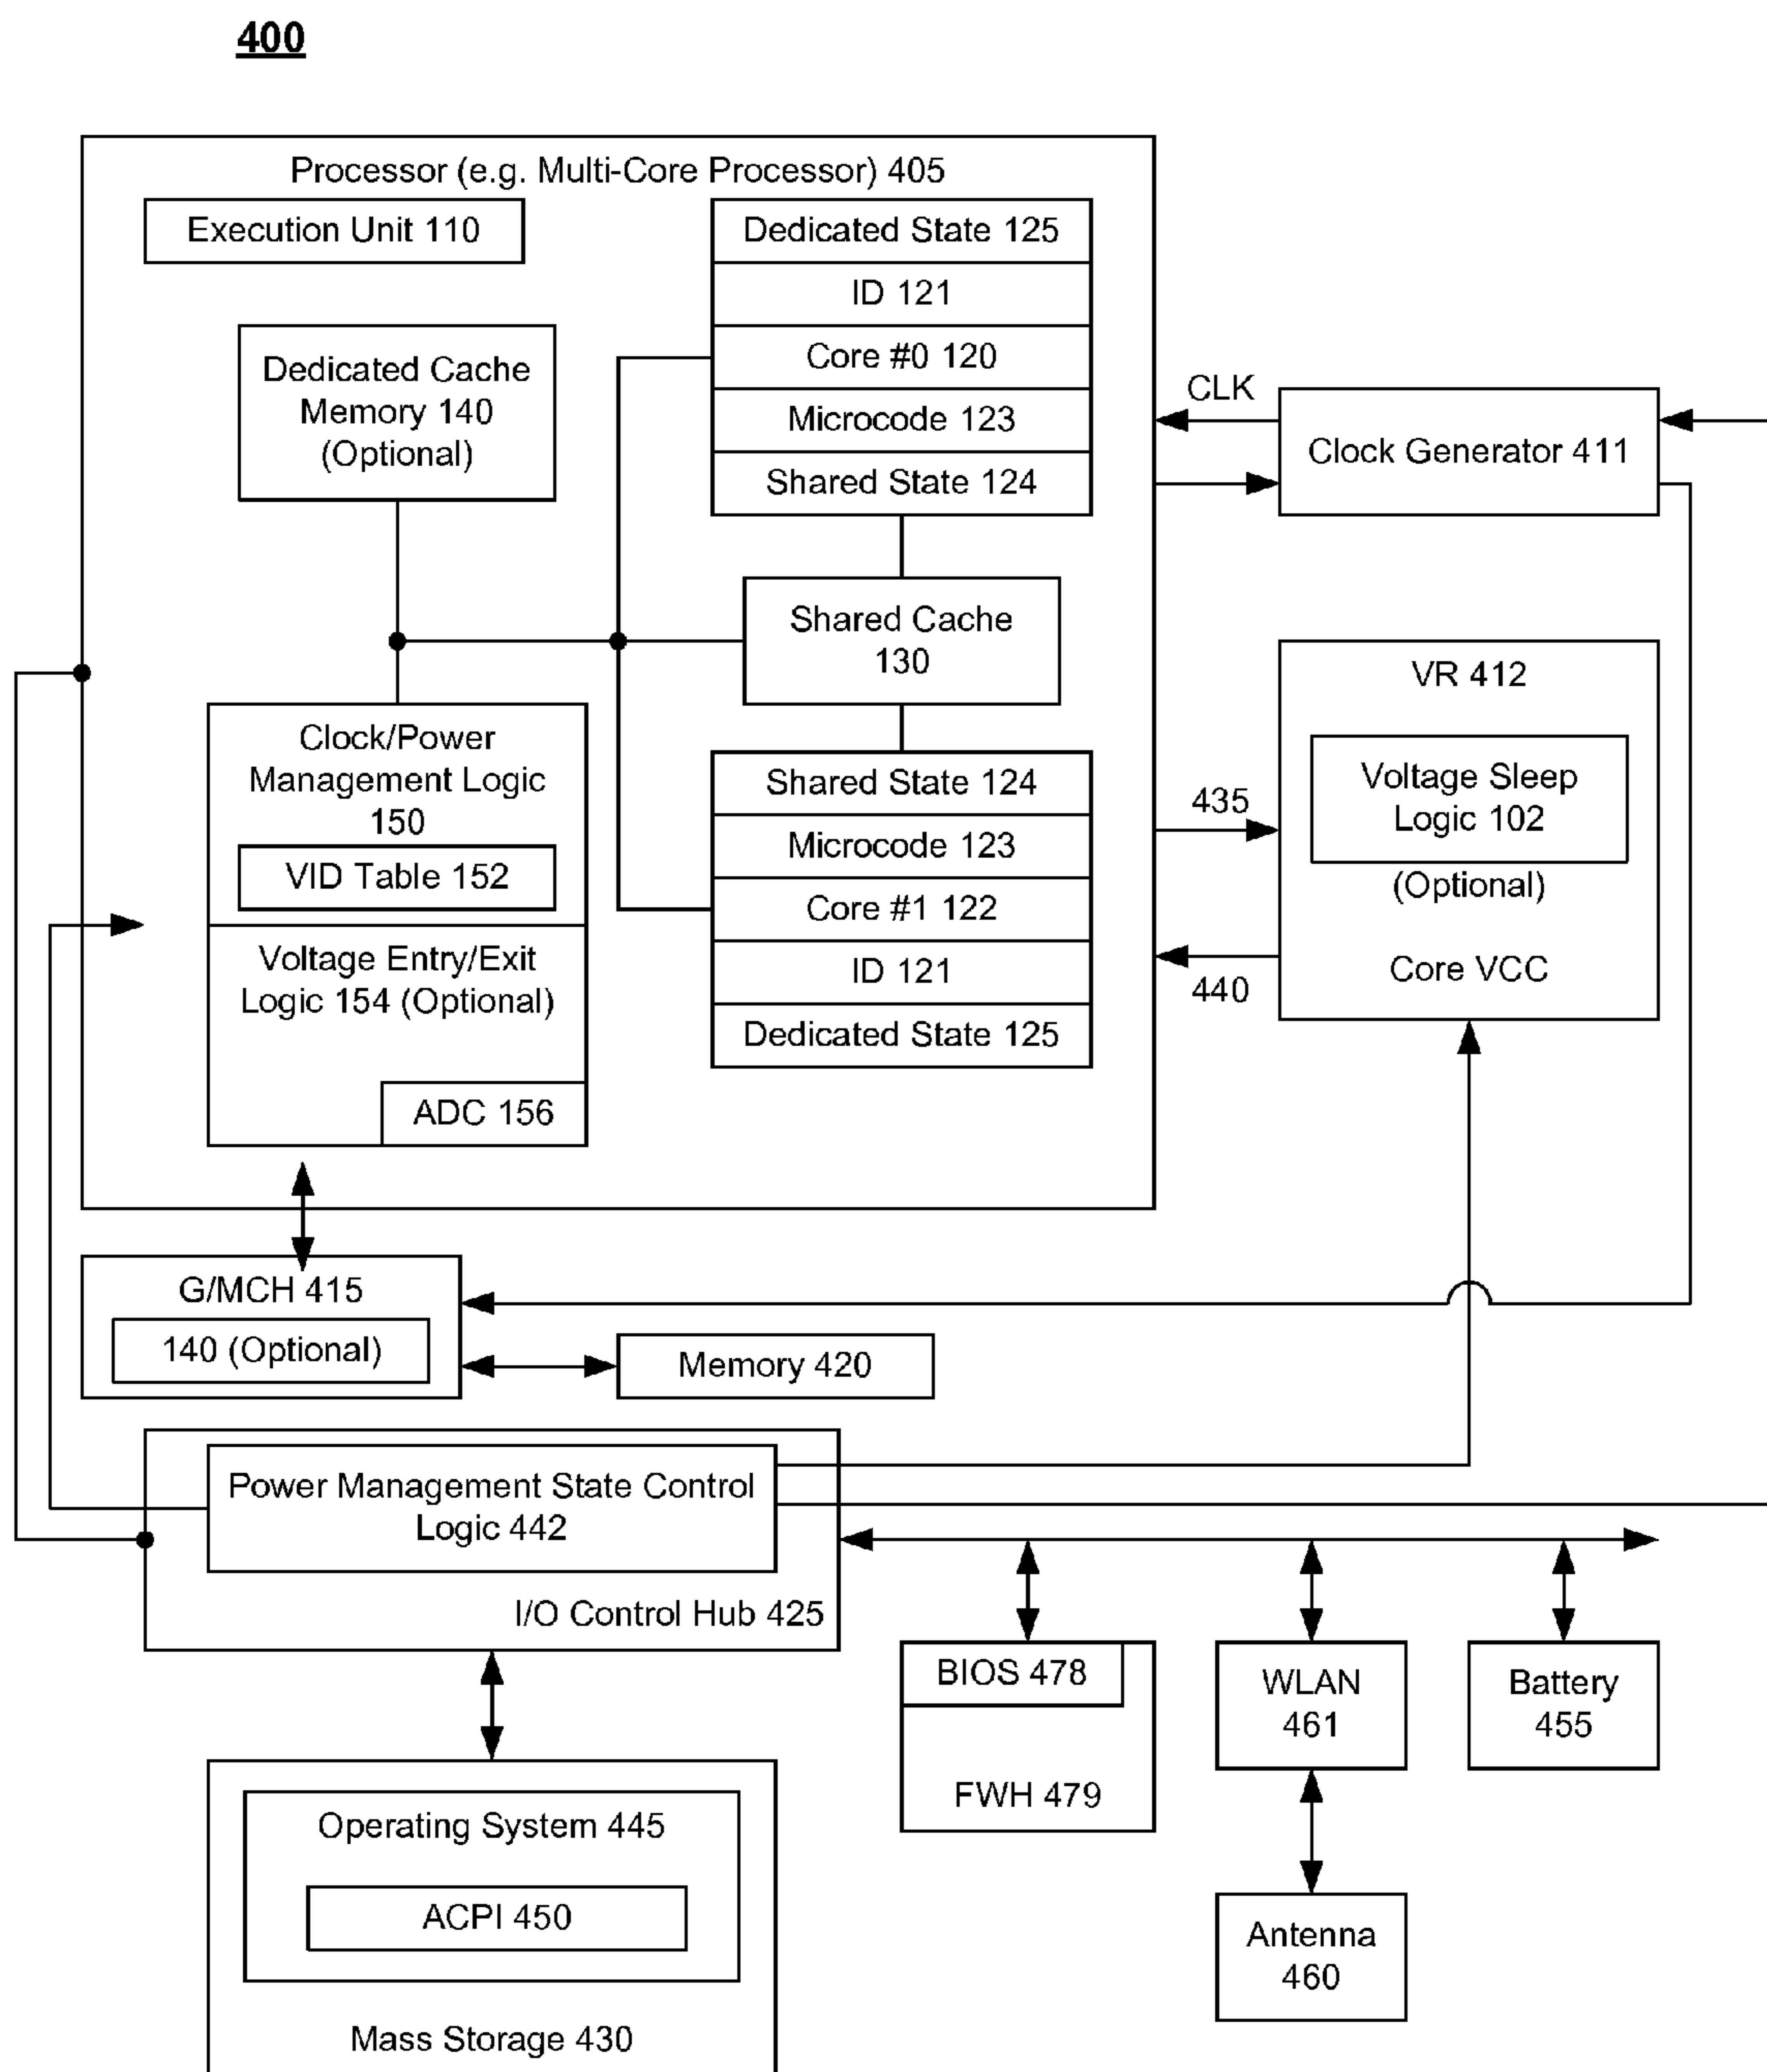 400
Processor (e.g. Multi-Core Processor) 405
Execution Unit 110
Dedicated State 125
ID 121
Core #0 120
Microcode 123
Shared State 124
Dedicated Cache
Memory 140
(Optional)
CLK
Clock Generator 411
Shared Cache
130
VR 412
Voltage Sleep
Logic 102
(Optional)
Core VCC
435
440
Clock/Power
Management Logic
150
VID Table 152
Voltage Entry/Exit
Logic 154 (Optional)
ADC 156
Shared State 124
Microcode 123
Core #1 122
ID 121
Dedicated State 125
G/MCH 415
140 (Optional)
Memory 420
Power Management State Control
Logic 442
I/O Control Hub 425
BIOS 478
FWH 479
WLAN
461
Battery
455
Antenna
460
Operating System 445
ACPI 450
Mass Storage 430